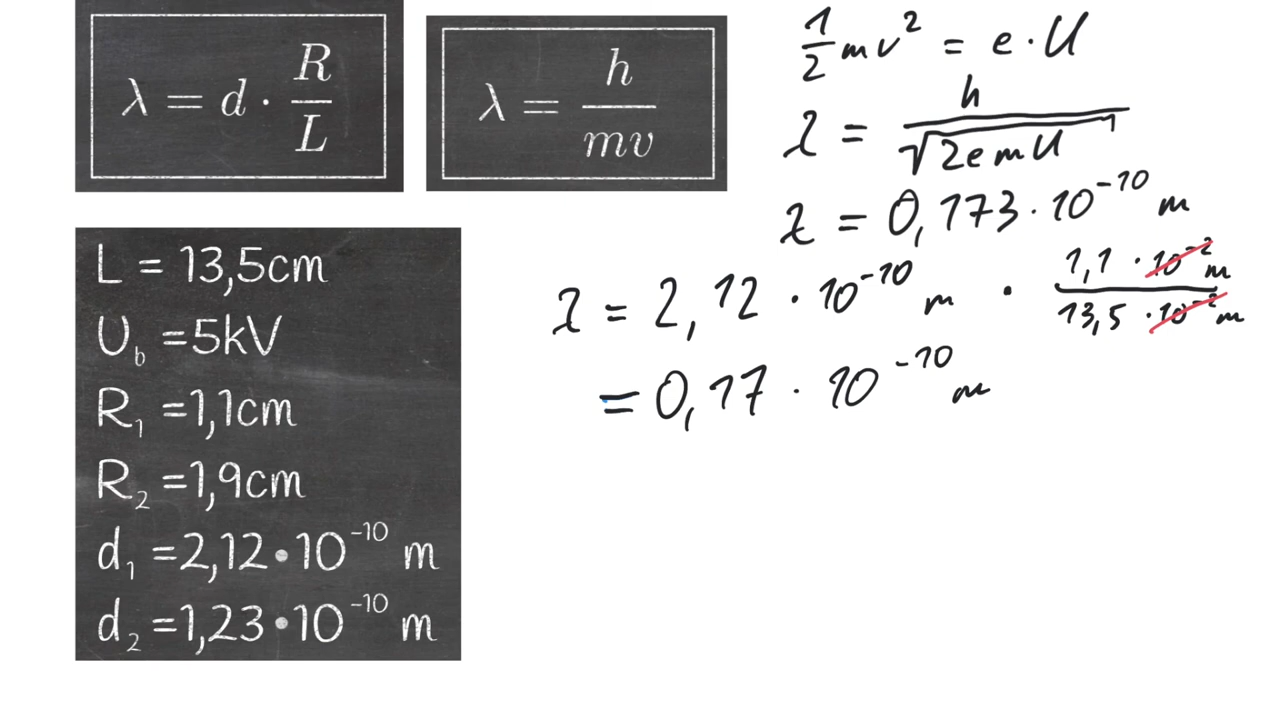 λ = d · R/L
λ = h/mv
L = 13,5cm
U_b =5kV
R_1 =1,1cm
R_2 =1,9cm
d_1 =2,12•10^-10 m
d_2 =1,23•10^-10 m
1/2 mv² = e·U
λ = h/√2emU
λ = 0,173·10^-10 m
λ = 2,12 · 10^-10 m · 1,1 · 10^-2 m/13,5 · 10^-2 m
= 0,17 · 10^-10 m